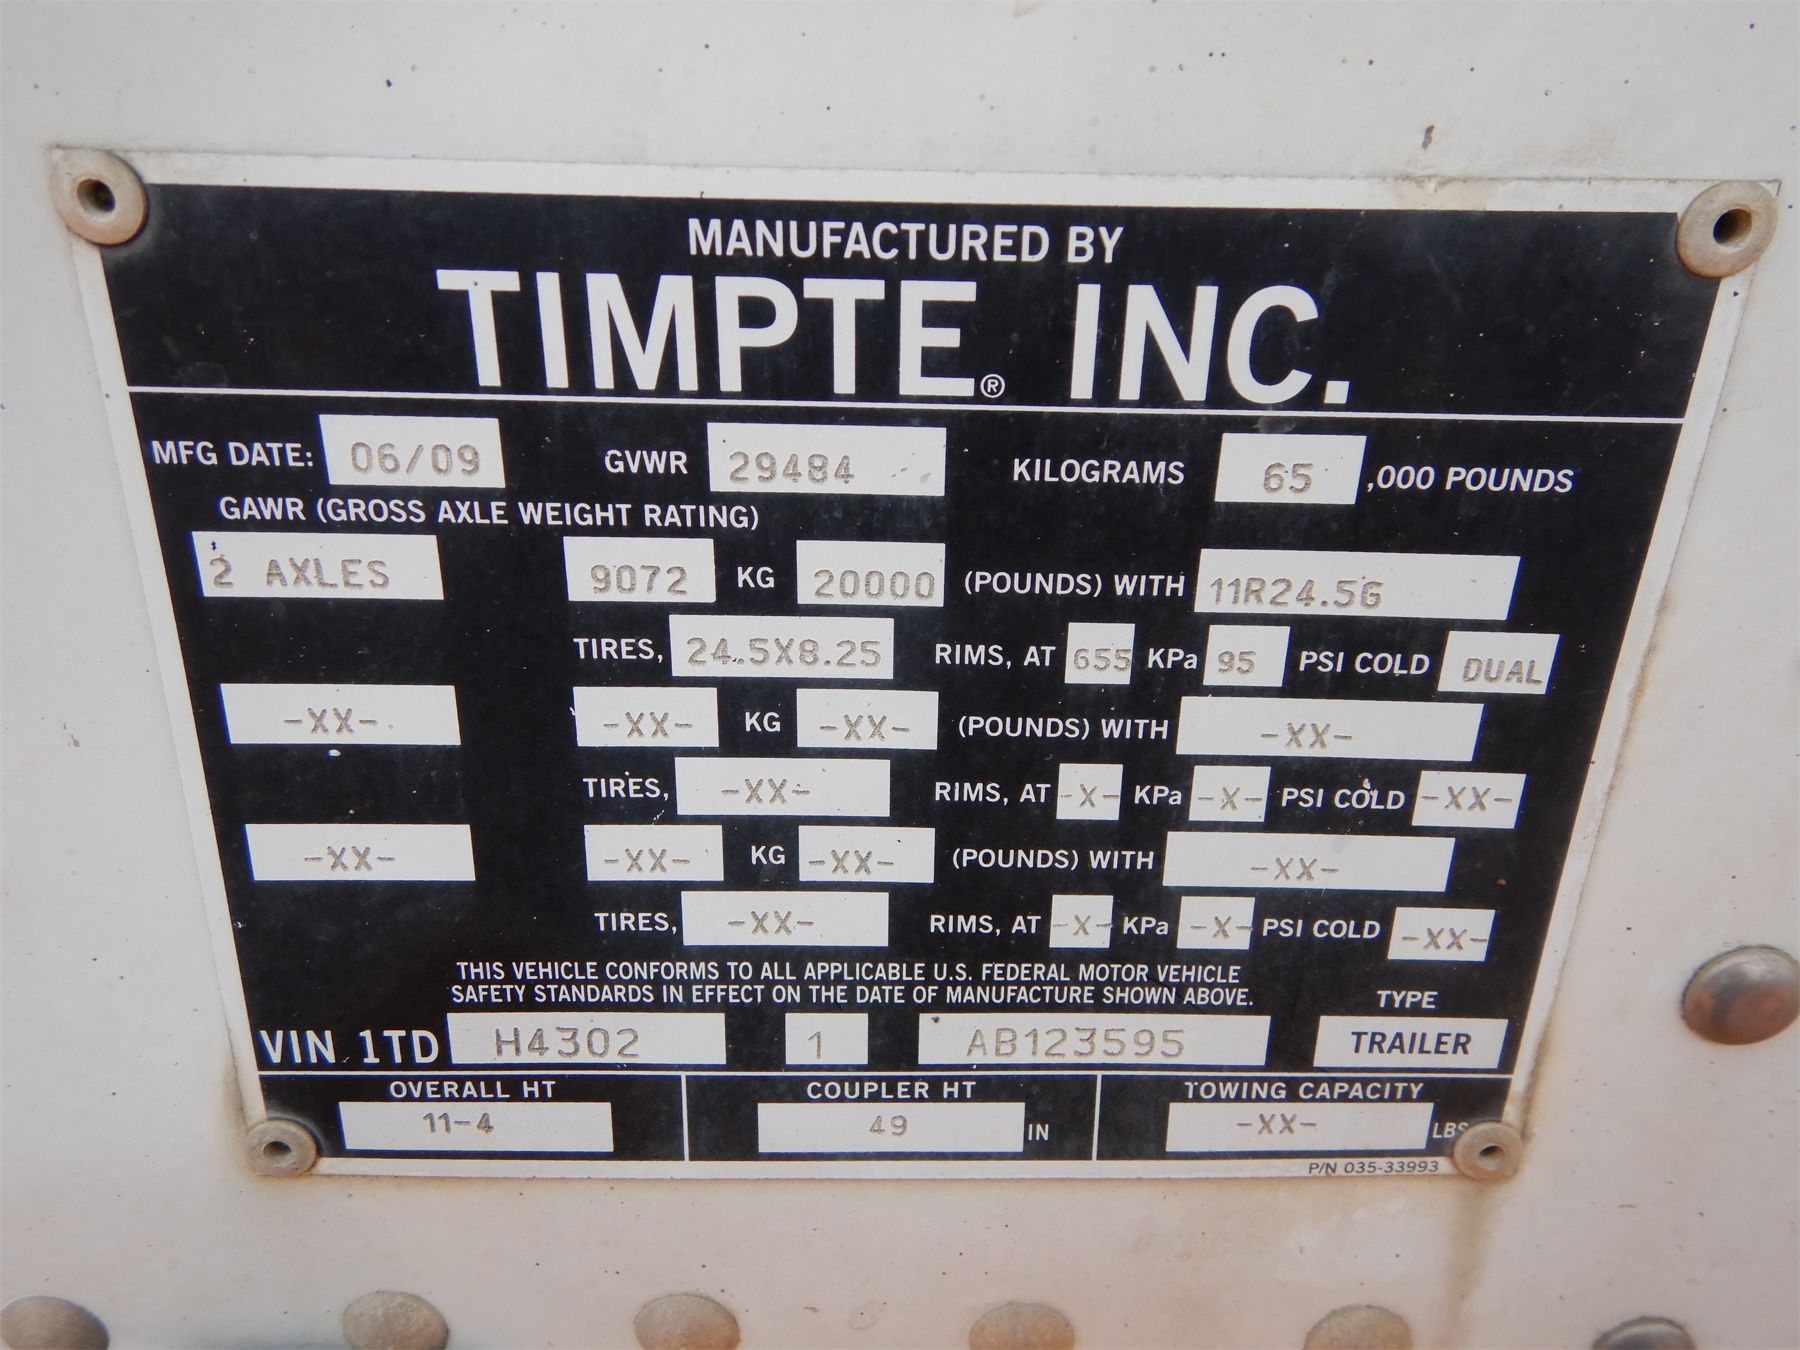 MANUFACTURED BY
TIMPTE® INC.
MFG DATE: 06/09 GVWR 29484 KILOGRAMS 65 ,000 POUNDS
GAWR (GROSS AXLE WEIGHT RATING)
2 AXLES 9072 KG 20000 (POUNDS) WITH 11R24.5G
TIRES, 24.5X8.25 RIMS, AT 655 KPa 95 PSI COLD DUAL
-XX- -XX- KG -XX- (POUNDS) WITH -XX-
TIRES, -XX- RIMS, AT -X- KPa -X- PSI COLD -XX-
-XX- -XX- KG -XX- (POUNDS) WITH -XX-
TIRES, -XX- RIMS, AT -X- KPa -X- PSI COLD -XX-
THIS VEHICLE CONFORMS TO ALL APPLICABLE U.S. FEDERAL MOTOR VEHICLE
SAFETY STANDARDS IN EFFECT ON THE DATE OF MANUFACTURE SHOWN ABOVE.
TYPE
VIN 1TD H4302 1 AB123595 TRAILER
OVERALL HT COUPLER HT TOWING CAPACITY
11-4 49 IN -XX- LBS
P/N 035-33993